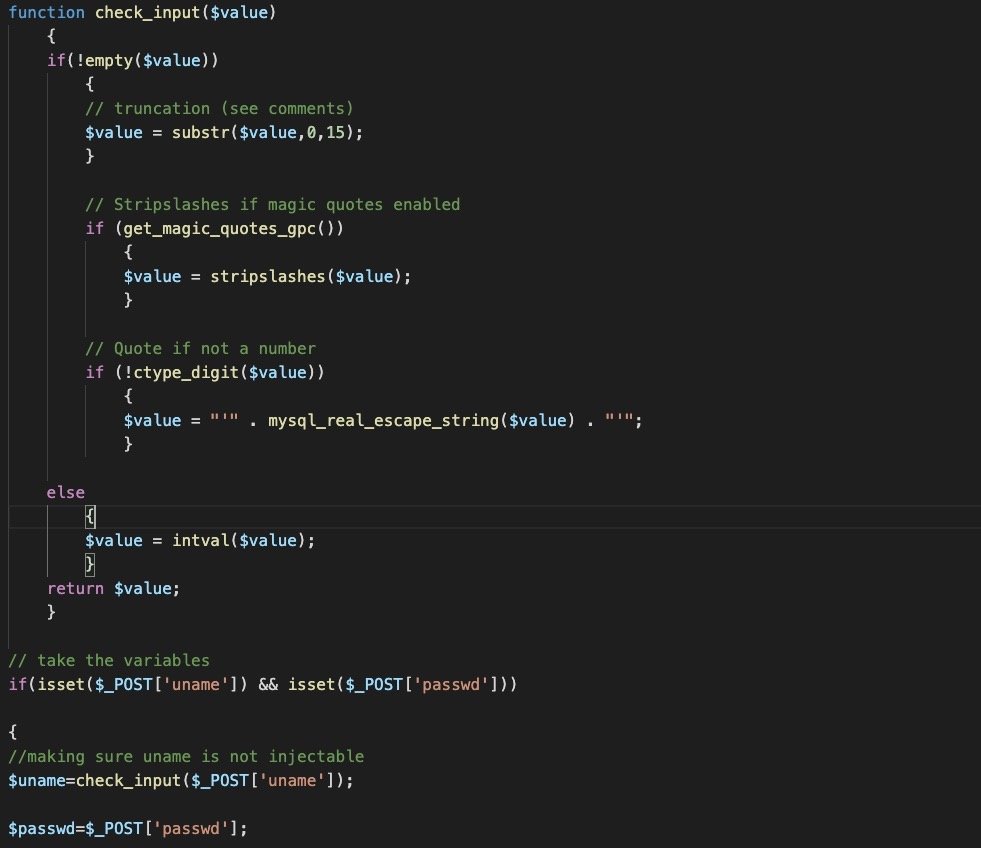 function check_input($value)
{
if(!empty($value))
{
// truncation (see comments)
$value = substr($value,0,15);
}
// Stripslashes if magic quotes enabled
if (get_magic_quotes_gpc())
{
$value = stripslashes($value);
}
// Quote if not a number
if (!ctype_digit($value))
{
$value = "'" . mysql_real_escape_string($value) . "'";
}
else
{
$value = intval($value);
}
return $value;
}
// take the variables
if(isset($_POST['uname']) && isset($_POST['passwd']))
{
//making sure uname is not injectable
$uname=check_input($_POST['uname']);
$passwd=$_POST['passwd'];